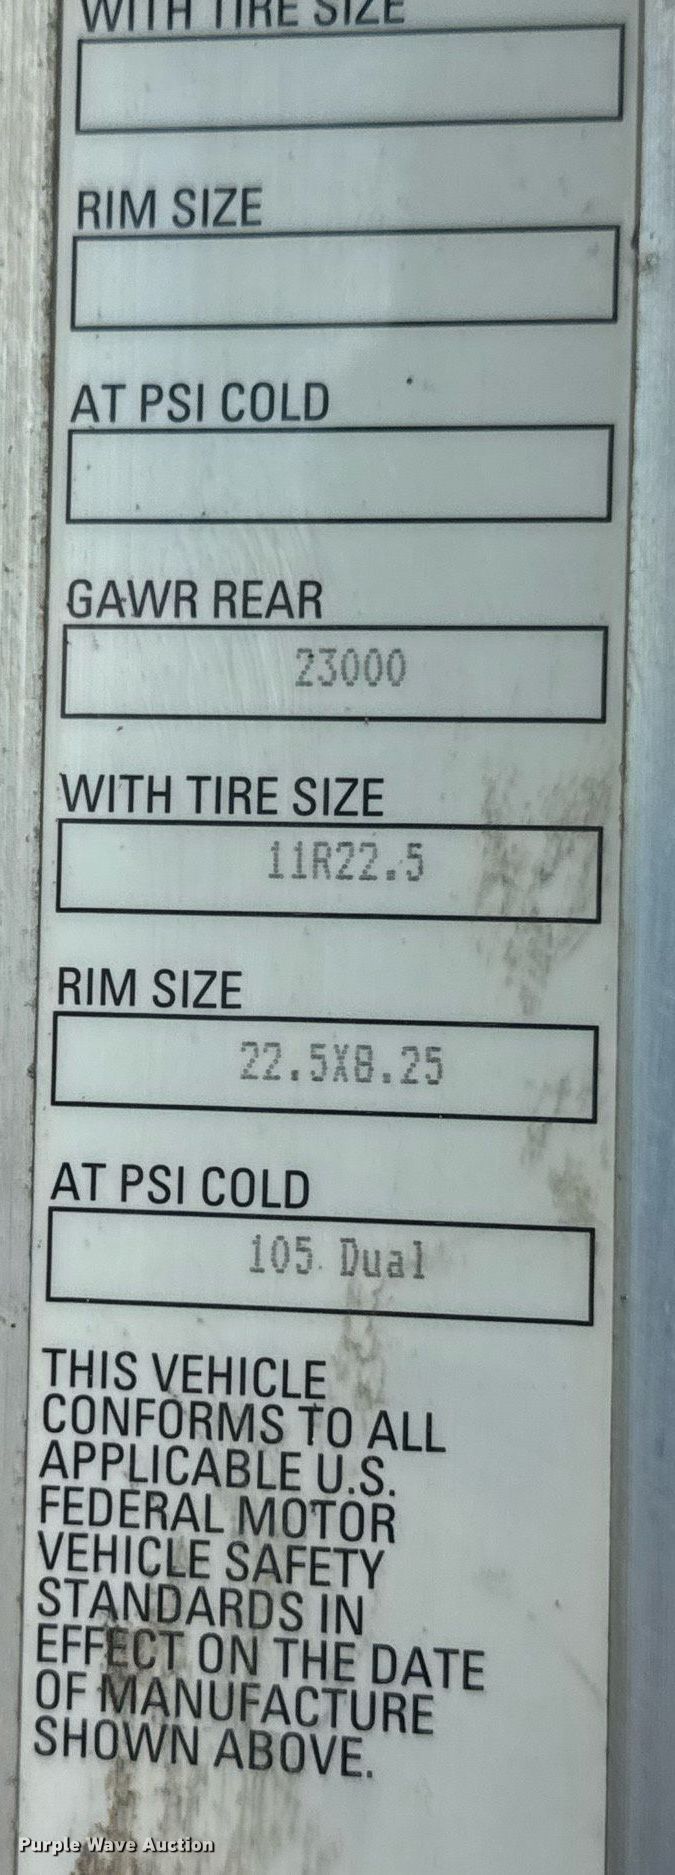 WITH TIRE SIZE
RIM SIZE
AT PSI COLD
GAWR REAR
23000
WITH TIRE SIZE
11R22.5
RIM SIZE
22.5X8.25
AT PSI COLD
105 Dual
THIS VEHICLE
CONFORMS TO ALL
APPLICABLE U.S.
FEDERAL MOTOR
VEHICLE SAFETY
STANDARDS IN
EFFECT ON THE DATE
OF MANUFACTURE
SHOWN ABOVE.
Purple Wave Auction